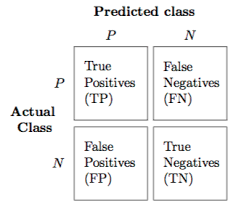 Predicted class
P N
True False
Positives Negatives
P
(TP) (FN)
Actual
Class
False True
N Positives Negatives
(FP) (TN)